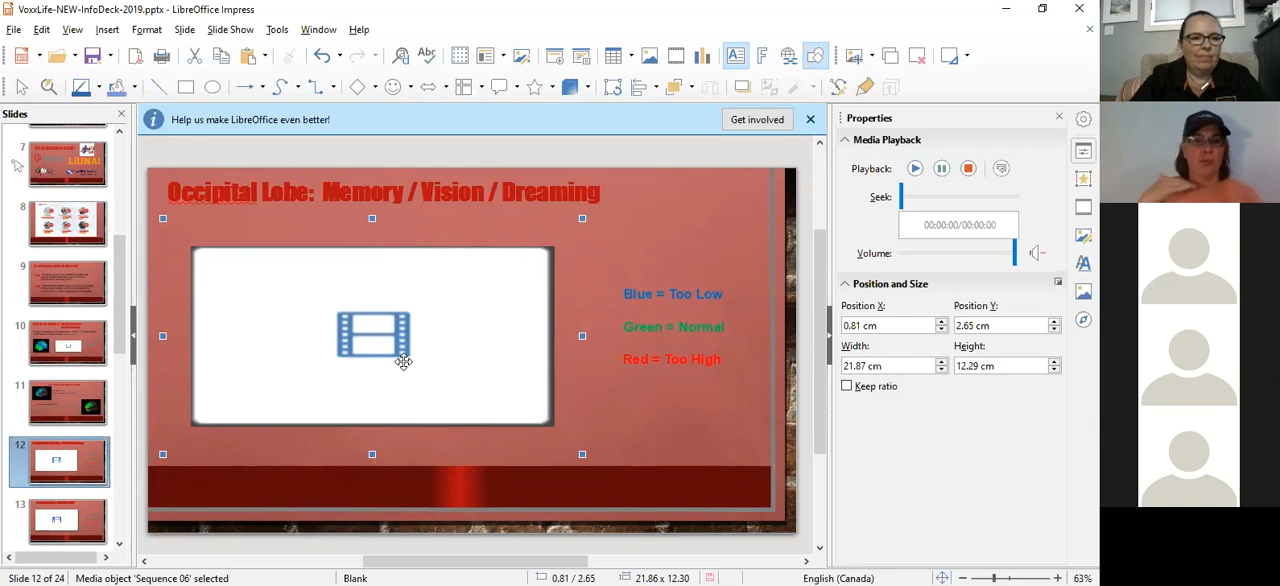 VoxxLife-NEW-InfoDeck-2019.pptx - LibreOffice Impress
File Edit View Insert Format Slide Slide Show Tools Window Help
Slides
Help us make LibreOffice even better!
Get involved
Properties
Media Playback
Playback:
Seek:
00:00:00/00:00:00
Volume:
Position and Size
Position X:
Position Y:
0.81 cm
2.65 cm
Width:
Height:
21.87 cm
12.29 cm
Keep ratio
7
8
9
10
11
12
13
Occipital Lobe: Memory / Vision / Dreaming
Blue = Too Low
Green = Normal
Red = Too High
Slide 12 of 24
Media object 'Sequence 06' selected
Blank
0.81 / 2.65
21.86 x 12.30
English (Canada)
63%